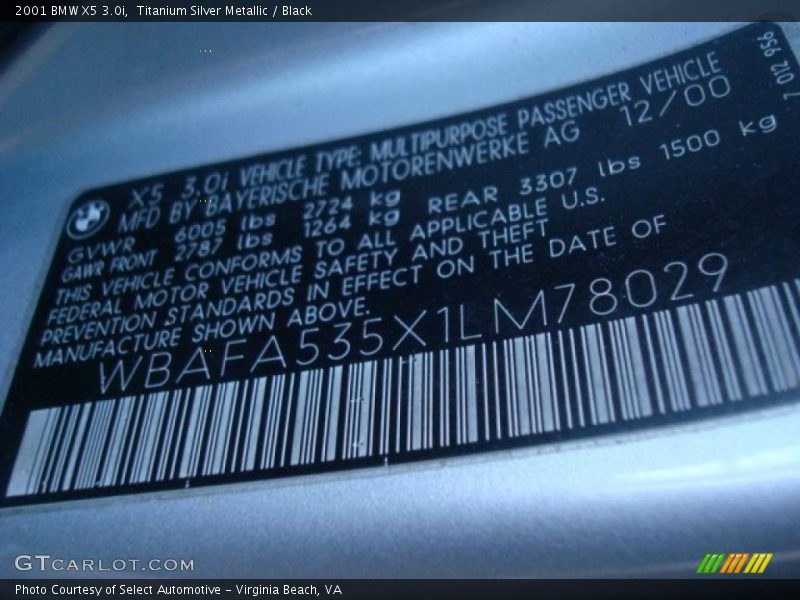 2001 BMW X5 3.0i,  Titanium Silver Metallic / Black
7 012 956
X5 3.0i VEHICLE TYPE: MULTIPURPOSE PASSENGER VEHICLE
MFD BY BAYERISCHE MOTORENWERKE AG 12/00
GVWR 6005 lbs 2724 kg
GAWR FRONT 2787 lbs 1264 kg REAR 3307 lbs 1500 kg
THIS VEHICLE CONFORMS TO ALL APPLICABLE U.S.
FEDERAL MOTOR VEHICLE SAFETY AND THEFT
PREVENTION STANDARDS IN EFFECT ON THE DATE OF
MANUFACTURE SHOWN ABOVE.
WBAFA535X1LM78029
GTCARLOT.COM
Photo Courtesy of Select Automotive - Virginia Beach, VA